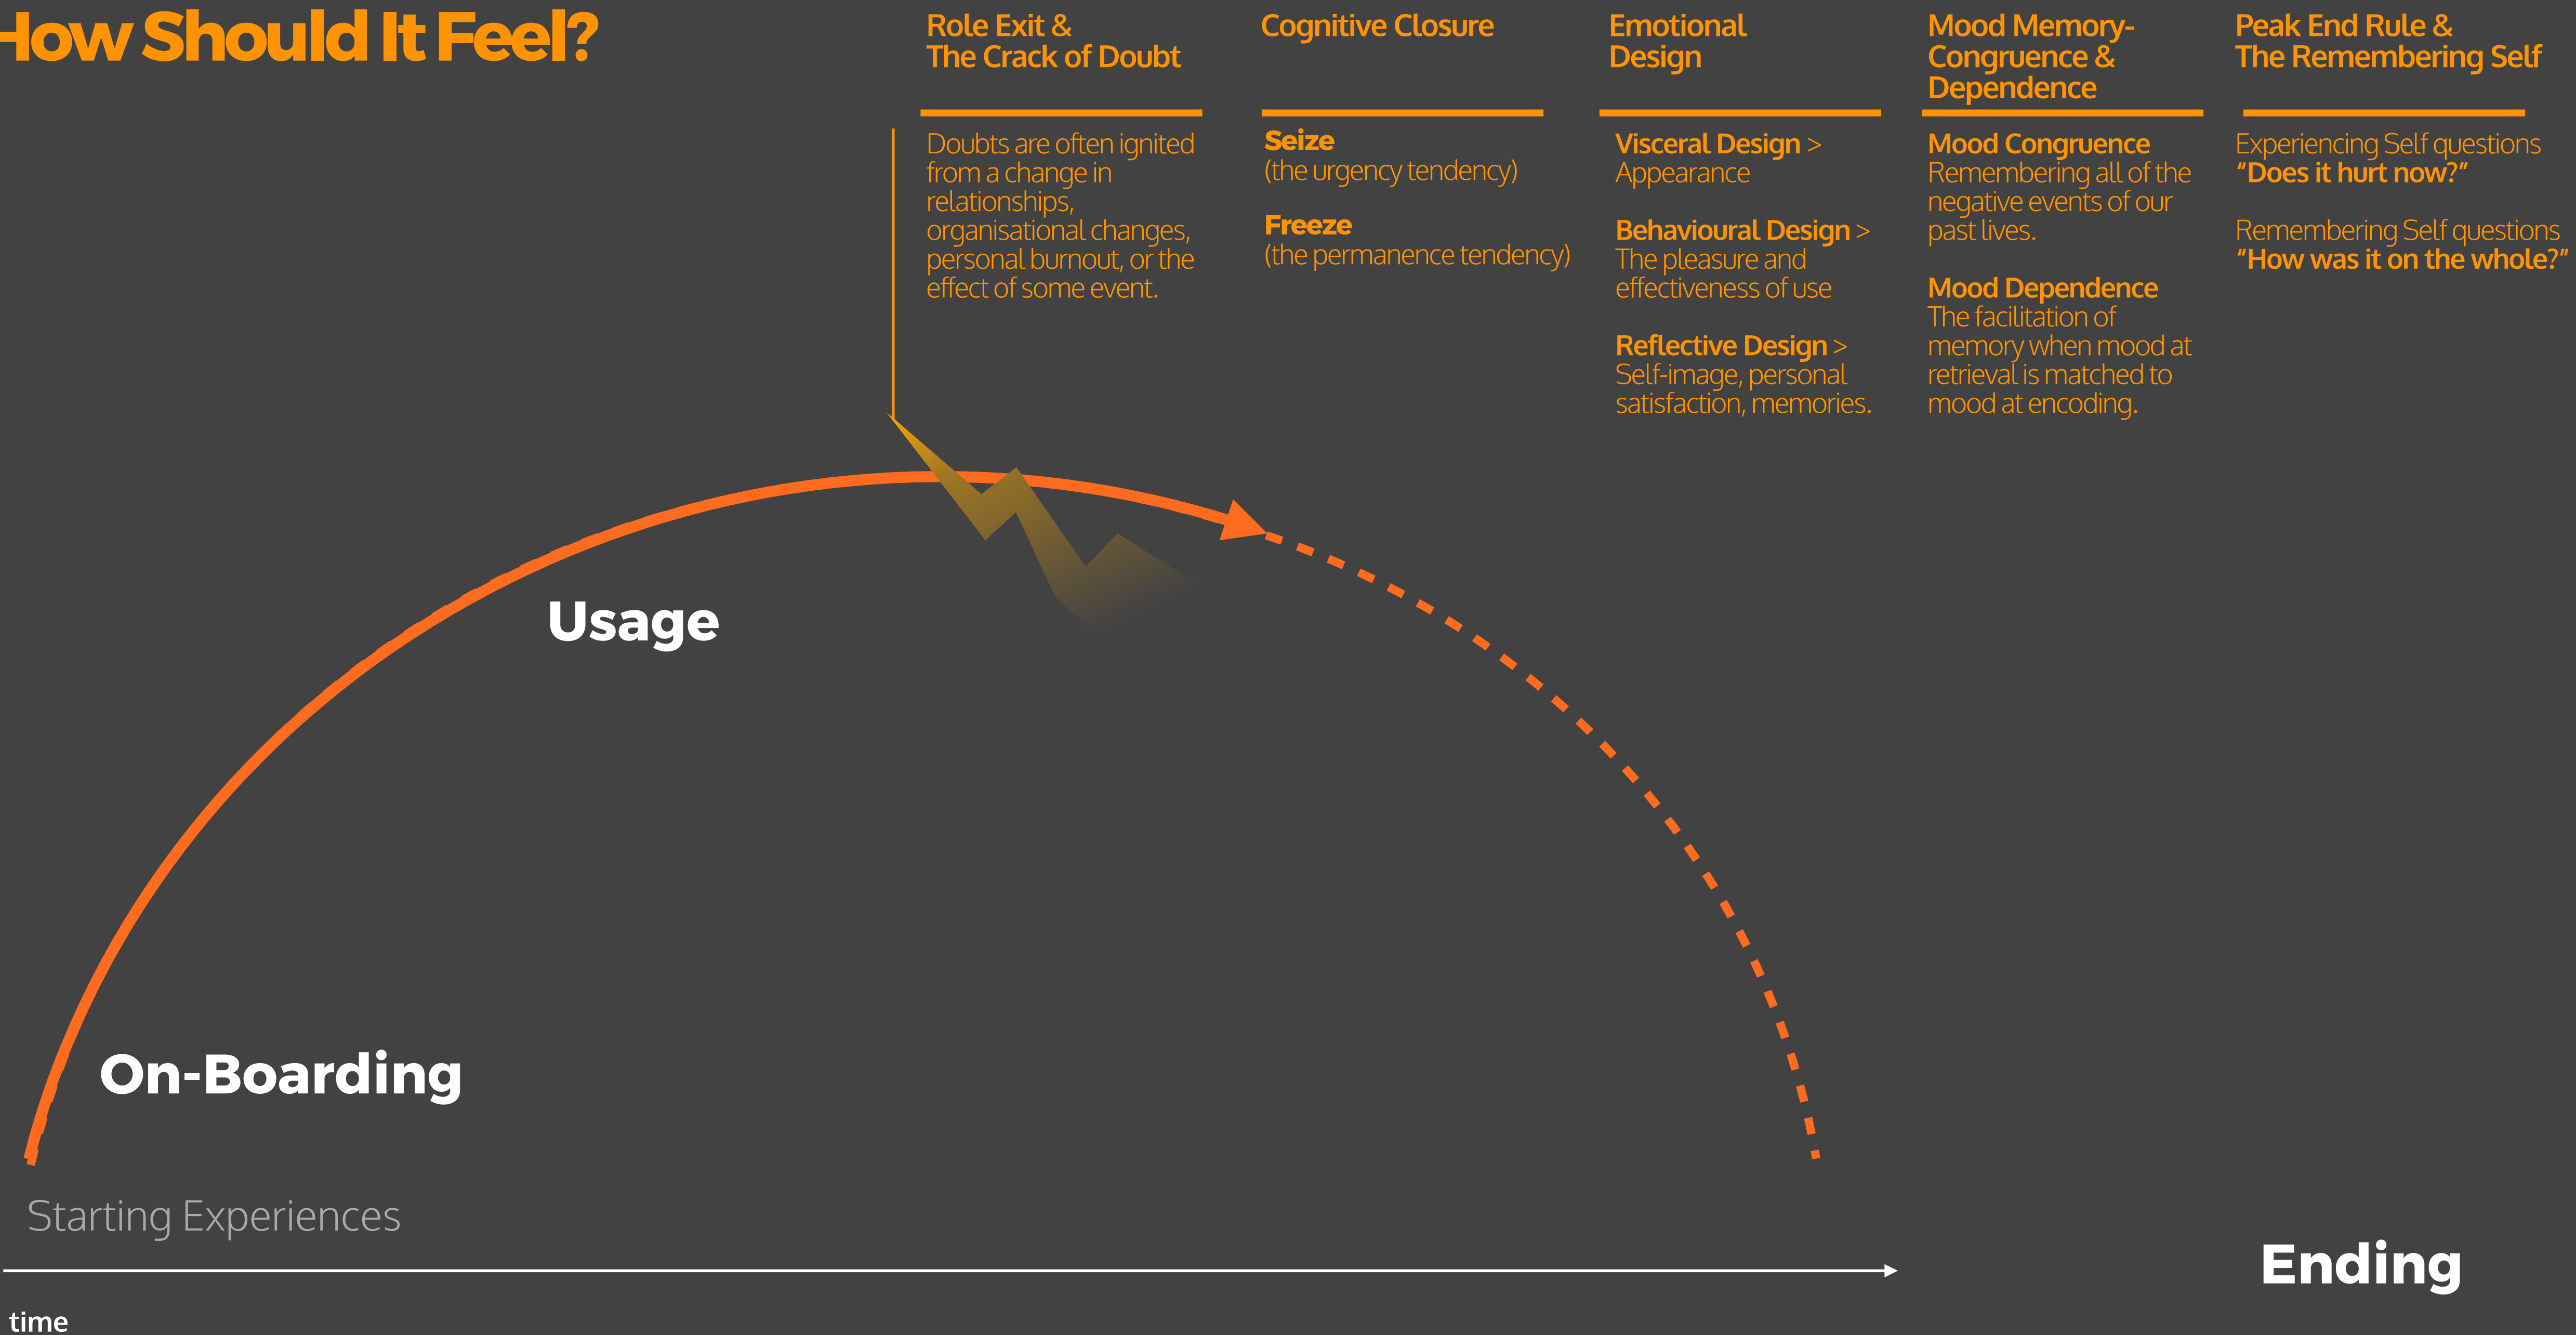 How Should It Feel?
Role Exit &
The Crack of Doubt
Doubts are often ignited
from a change in
relationships,
organisational changes,
personal burnout, or the
effect of some event.
Cognitive Closure
Seize
(the urgency tendency)
Freeze
(the permanence tendency)
Emotional
Design
Visceral Design >
Appearance
Behavioural Design >
The pleasure and
effectiveness of use
Reflective Design >
Self-image, personal
satisfaction, memories.
Mood Memory-
Congruence &
Dependence
Mood Congruence
Remembering all of the
negative events of our
past lives.
Mood Dependence
The facilitation of
memory when mood at
retrieval is matched to
mood at encoding.
Peak End Rule &
The Remembering Self
Experiencing Self questions
“Does it hurt now?”
Remembering Self questions
“How was it on the whole?”
Usage
On-Boarding
Starting Experiences
Ending
time